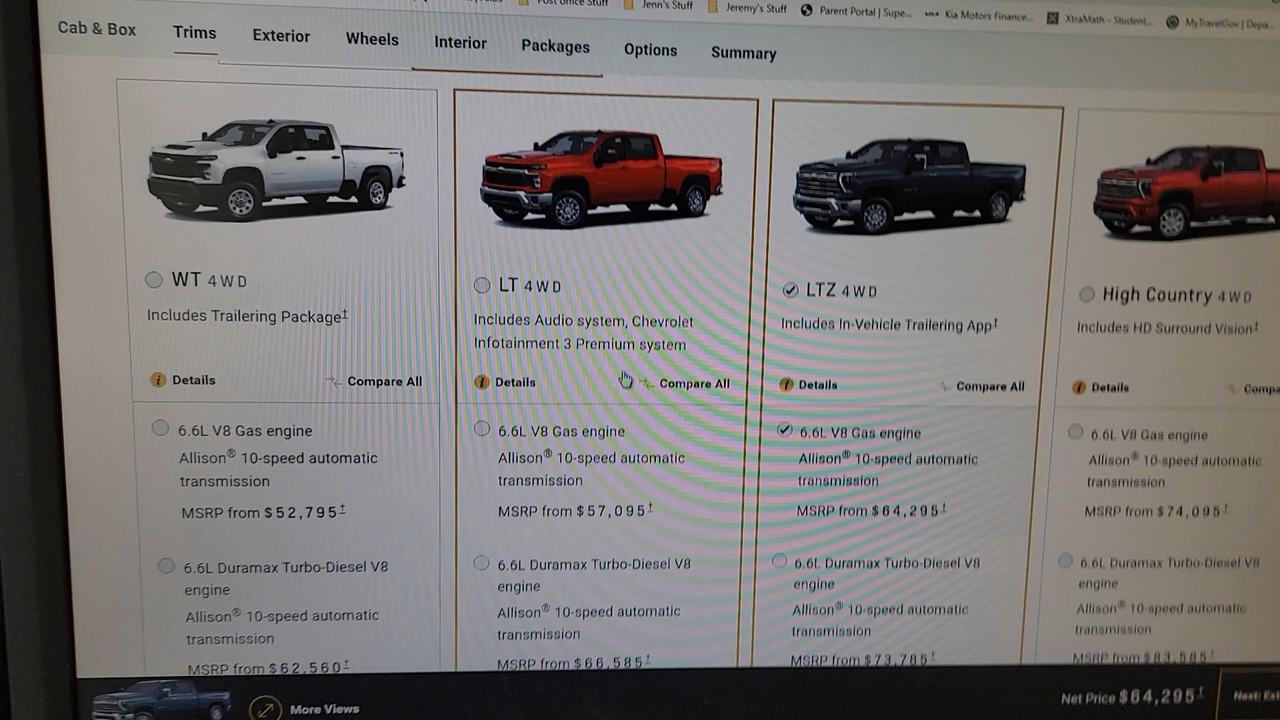 Post Office Stuff
Jenn's Stuff
Jeremy's Stuff
Parent Portal | Supe...
Kia Motors Finance...
XtraMath - Student...
MyTravelGov | Depa...
Cab & Box
Trims
Exterior
Wheels
Interior
Packages
Options
Summary
WT 4WD
Includes Trailering Package‡
i Details
Compare All
6.6L V8 Gas engine
Allison® 10-speed automatic
transmission
MSRP from $52,795‡
6.6L Duramax Turbo-Diesel V8
engine
Allison® 10-speed automatic
transmission
MSRP from $62,560‡
LT 4WD
Includes Audio system, Chevrolet
Infotainment 3 Premium system
i Details
Compare All
6.6L V8 Gas engine
Allison® 10-speed automatic
transmission
MSRP from $57,095‡
6.6L Duramax Turbo-Diesel V8
engine
Allison® 10-speed automatic
transmission
MSRP from $66,585‡
LTZ 4WD
Includes In-Vehicle Trailering App‡
i Details
Compare All
6.6L V8 Gas engine
Allison® 10-speed automatic
transmission
MSRP from $64,295‡
6.6L Duramax Turbo-Diesel V8
engine
Allison® 10-speed automatic
transmission
MSRP from $73,785‡
High Country 4WD
Includes HD Surround Vision‡
i Details
Compa
6.6L V8 Gas engine
Allison® 10-speed automatic
transmission
MSRP from $74,095‡
6.6L Duramax Turbo-Diesel V8
engine
Allison® 10-speed automatic
transmission
MSRP from $83,585‡
More Views
Net Price $64,295‡
Next: Ext